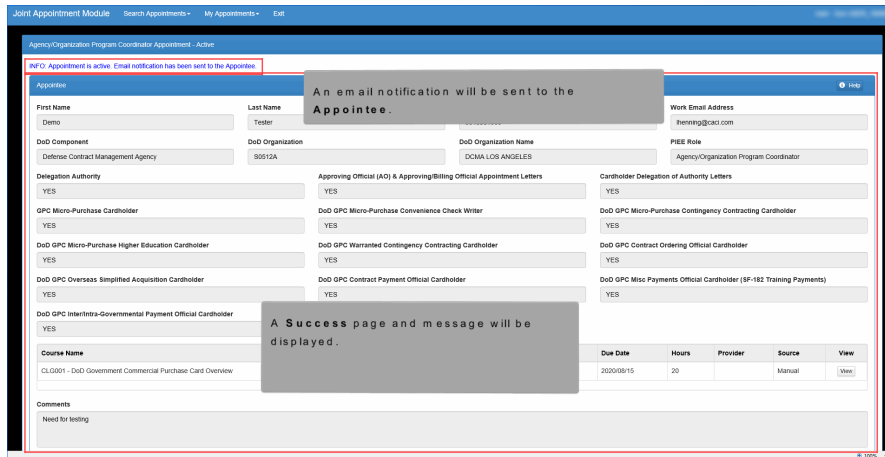 Joint Appointment Module Search Appointments My Appointments Exit
Agency/Organization Program Coordinator Appointment - Active
INFO: Appointment is active. Email notification has been sent to the Appointee.
Appointee Help
An email notification will be sent to the
Appointee.
First Name Last Name Work Email Address
Demo Tester lhenning@caci.com
DoD Component DoD Organization DoD Organization Name PIEE Role
Defense Contract Management Agency S0512A DCMA LOS ANGELES Agency/Organization Program Coordinator
Delegation Authority Approving Official (AO) & Approving/Billing Official Appointment Letters Cardholder Delegation of Authority Letters
YES YES YES
GPC Micro-Purchase Cardholder DoD GPC Micro-Purchase Convenience Check Writer DoD GPC Micro-Purchase Contingency Contracting Cardholder
YES YES YES
DoD GPC Micro-Purchase Higher Education Cardholder DoD GPC Warranted Contingency Contracting Cardholder DoD GPC Contract Ordering Official Cardholder
YES YES YES
DoD GPC Overseas Simplified Acquisition Cardholder DoD GPC Contract Payment Official Cardholder DoD GPC Misc Payments Official Cardholder (SF-182 Training Payments)
YES YES YES
DoD GPC Inter/Intra-Governmental Payment Official Cardholder
YES
A Success page and message will be
displayed.
Course Name Due Date Hours Provider Source View
CLG001 - DoD Government Commercial Purchase Card Overview 2020/08/15 20 Manual View
Comments
Need for testing
100%